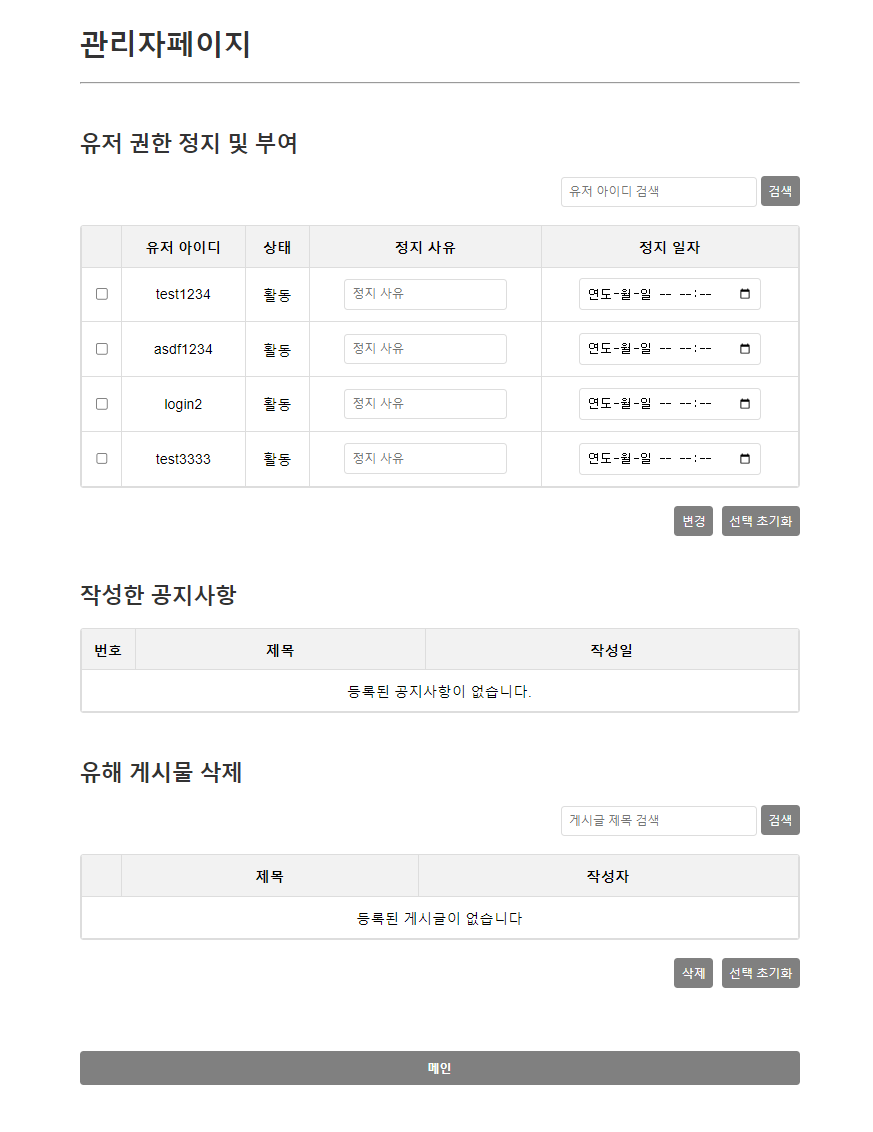 관리자페이지
유저 권한 정지 및 부여
유저 아이디 검색 검색
유저 아이디 상태 정지 사유 정지 일자
test1234 활동 정지 사유 연도-월-일 -- --:--
asdf1234 활동 정지 사유 연도-월-일 -- --:--
login2 활동 정지 사유 연도-월-일 -- --:--
test3333 활동 정지 사유 연도-월-일 -- --:--
변경 선택 초기화
작성한 공지사항
번호 제목 작성일
등록된 공지사항이 없습니다.
유해 게시물 삭제
게시글 제목 검색 검색
제목 작성자
등록된 게시글이 없습니다
삭제 선택 초기화
메인